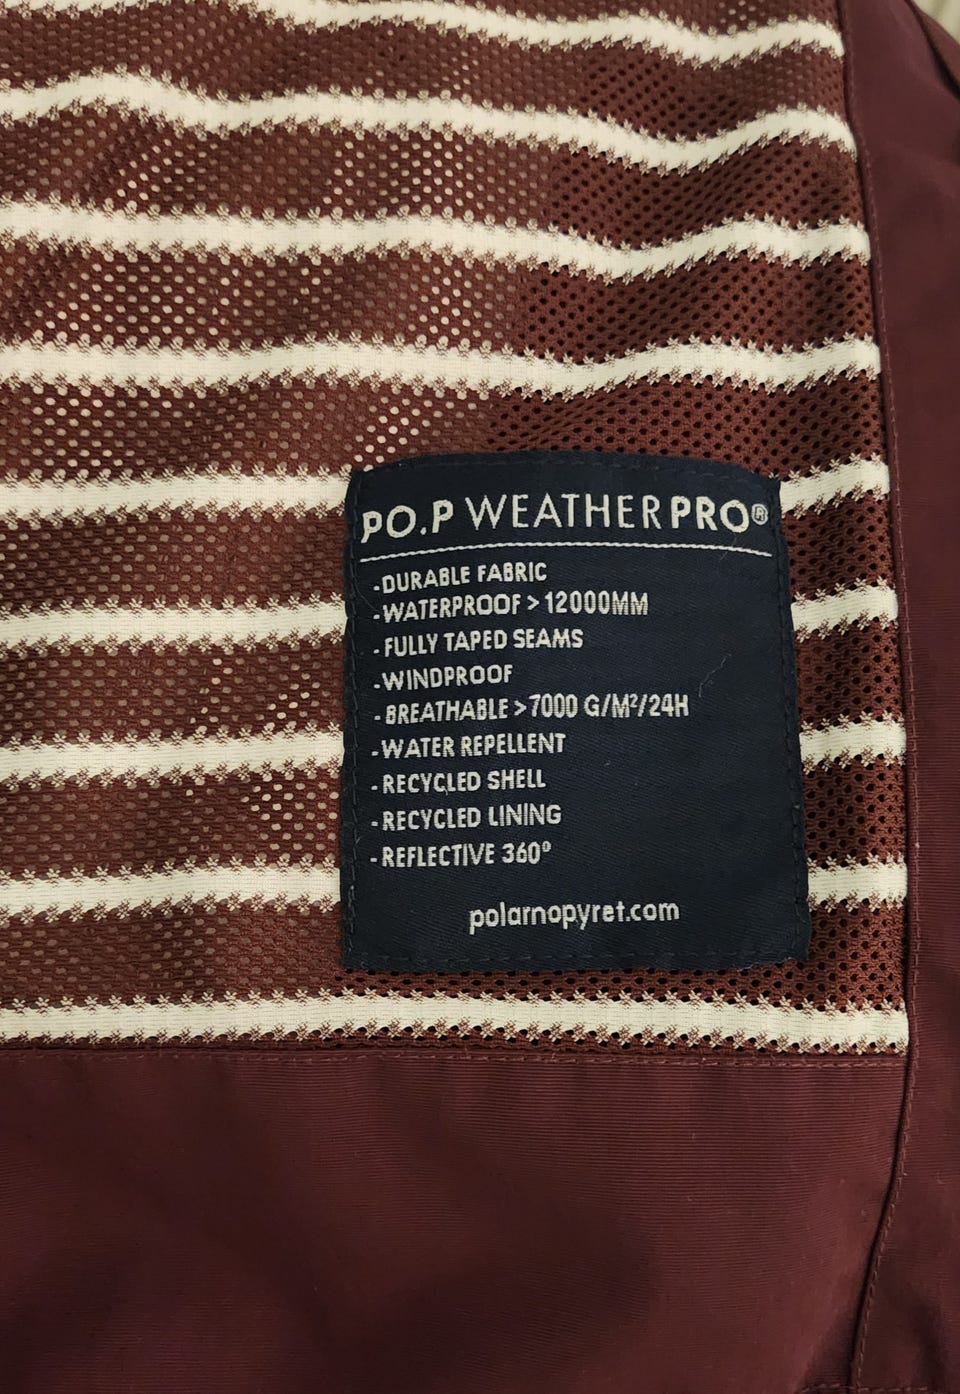 PO.P WEATHERPRO®
-DURABLE FABRIC
-WATERPROOF > 12000MM
-FULLY TAPED SEAMS
-WINDPROOF
-BREATHABLE > 7000 G/M²/24H
-WATER REPELLENT
-RECYCLED SHELL
-RECYCLED LINING
-REFLECTIVE 360°
polarnopyret.com